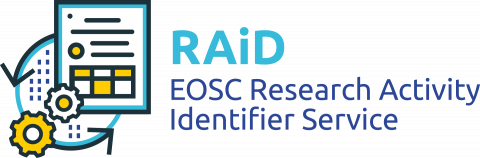 RAiD
EOSC Research Activity
Identifier Service